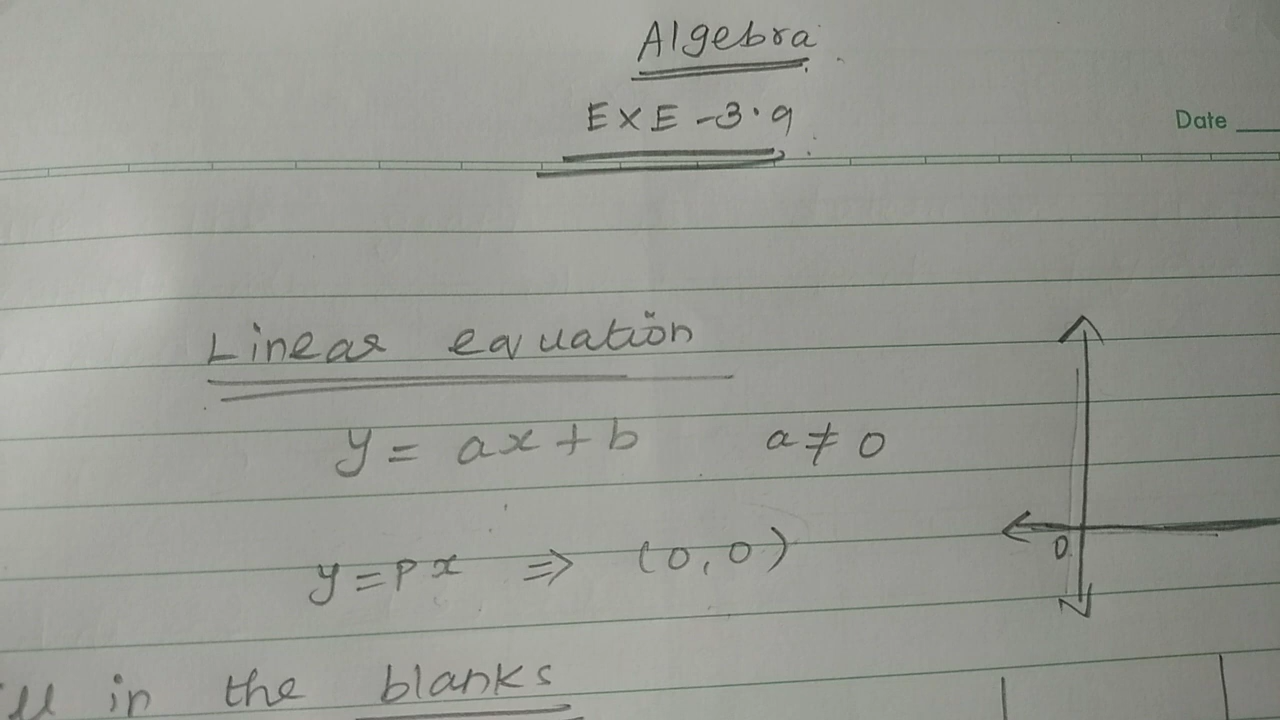 Algebra
EXE-3.9
Date
Linear equation
y = ax + b a ≠ 0
y = px ⇒ (0,0)
0
in the blanks